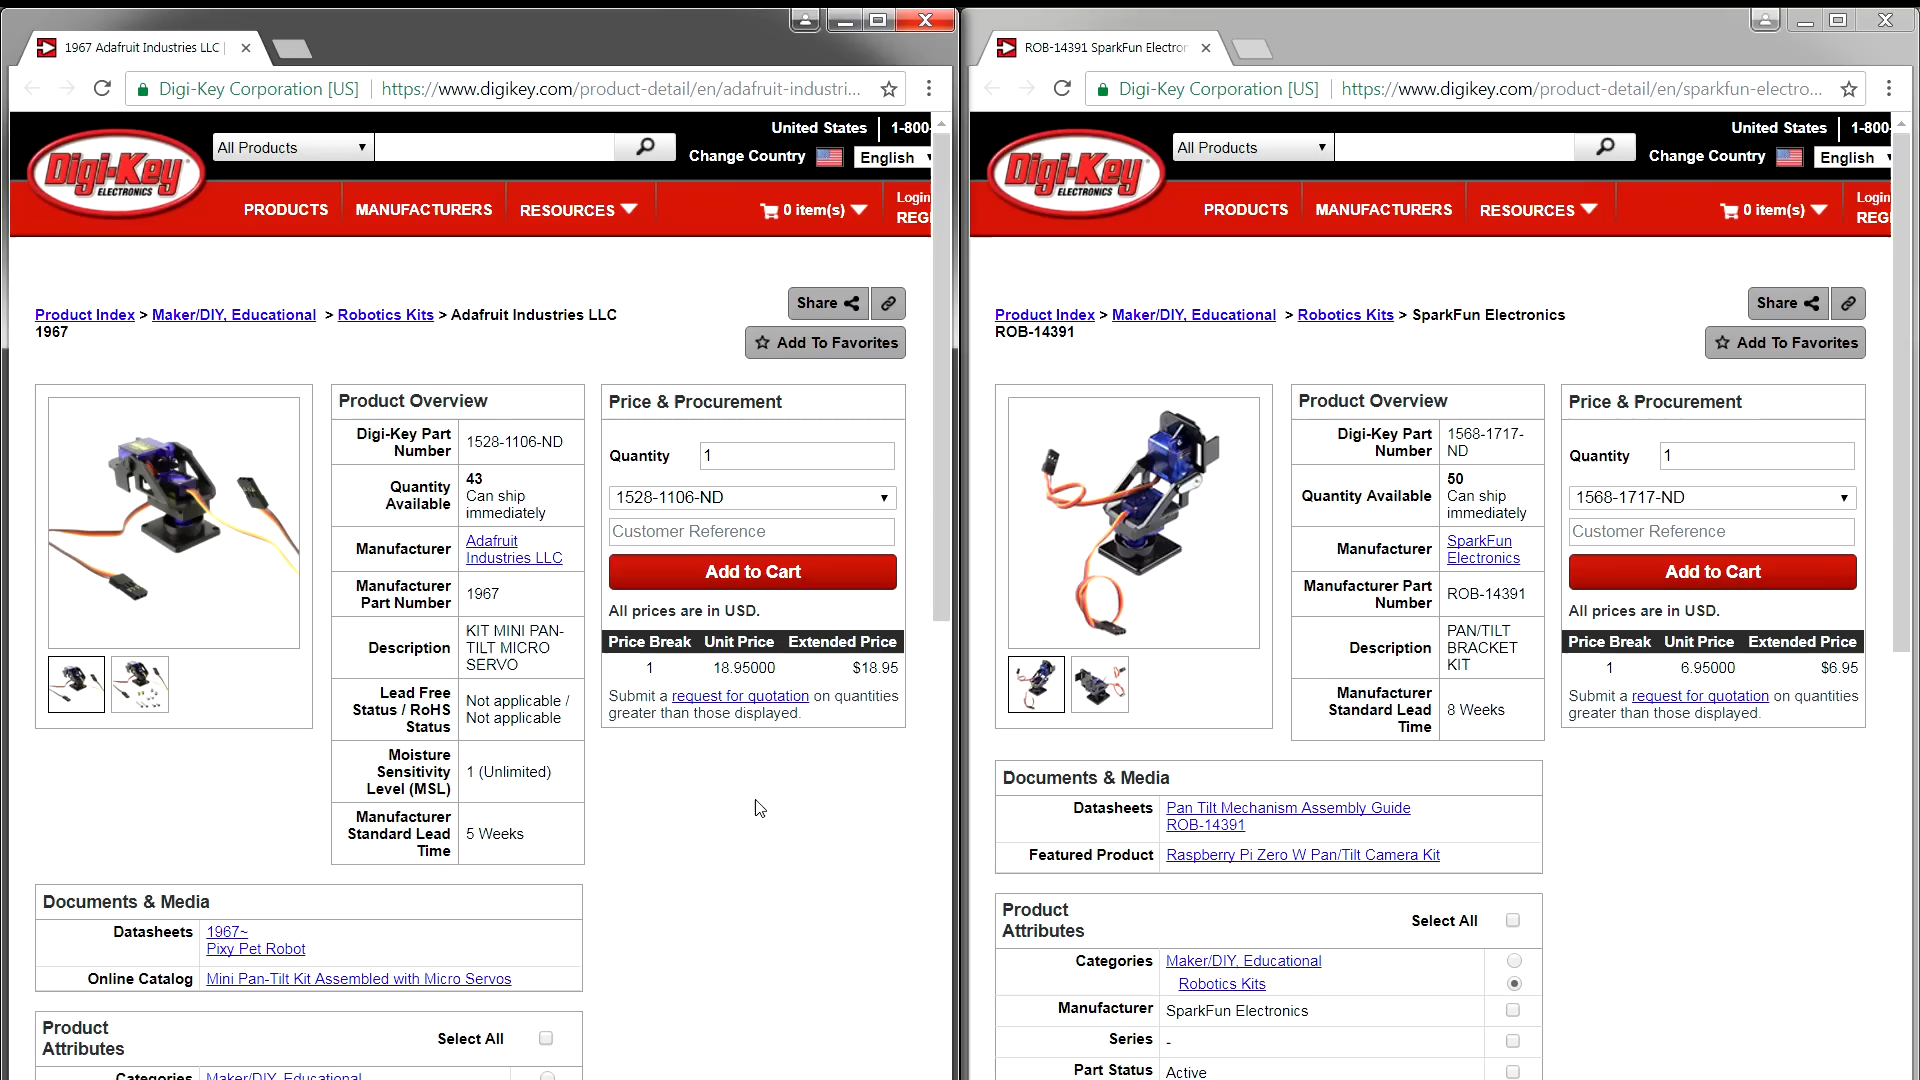 1967 Adafruit Industries LLC
Digi-Key Corporation [US]
https://www.digikey.com/product-detail/en/adafruit-industri...
Digi-Key
ELECTRONICS
All Products
United States
1-800-
Change Country
English
PRODUCTS
MANUFACTURERS
RESOURCES
0 item(s)
Login
REG
Product Index > Maker/DIY, Educational > Robotics Kits > Adafruit Industries LLC
1967
Share
Add To Favorites
Product Overview
Digi-Key Part Number
1528-1106-ND
Quantity Available
43
Can ship immediately
Manufacturer
Adafruit Industries LLC
Manufacturer Part Number
1967
Description
KIT MINI PAN-TILT MICRO SERVO
Lead Free Status / RoHS Status
Not applicable / Not applicable
Moisture Sensitivity Level (MSL)
1 (Unlimited)
Manufacturer Standard Lead Time
5 Weeks
Price & Procurement
Quantity
1
1528-1106-ND
Customer Reference
Add to Cart
All prices are in USD.
Price Break Unit Price Extended Price
1 18.95000 $18.95
Submit a request for quotation on quantities
greater than those displayed.
Documents & Media
Datasheets
1967~
Pixy Pet Robot
Online Catalog
Mini Pan-Tilt Kit Assembled with Micro Servos
Product Attributes
Select All
Categories
Maker/DIY, Educational
ROB-14391 SparkFun Electron
Digi-Key Corporation [US]
https://www.digikey.com/product-detail/en/sparkfun-electro...
Digi-Key
ELECTRONICS
All Products
United States
1-800-
Change Country
English
PRODUCTS
MANUFACTURERS
RESOURCES
0 item(s)
Login
REG
Product Index > Maker/DIY, Educational > Robotics Kits > SparkFun Electronics
ROB-14391
Share
Add To Favorites
Product Overview
Digi-Key Part Number
1568-1717-ND
Quantity Available
50
Can ship immediately
Manufacturer
SparkFun Electronics
Manufacturer Part Number
ROB-14391
Description
PAN/TILT BRACKET KIT
Manufacturer Standard Lead Time
8 Weeks
Price & Procurement
Quantity
1
1568-1717-ND
Customer Reference
Add to Cart
All prices are in USD.
Price Break Unit Price Extended Price
1 6.95000 $6.95
Submit a request for quotation on quantities
greater than those displayed.
Documents & Media
Datasheets
Pan Tilt Mechanism Assembly Guide
ROB-14391
Featured Product
Raspberry Pi Zero W Pan/Tilt Camera Kit
Product Attributes
Select All
Categories
Maker/DIY, Educational
Robotics Kits
Manufacturer
SparkFun Electronics
Series
-
Part Status
Active